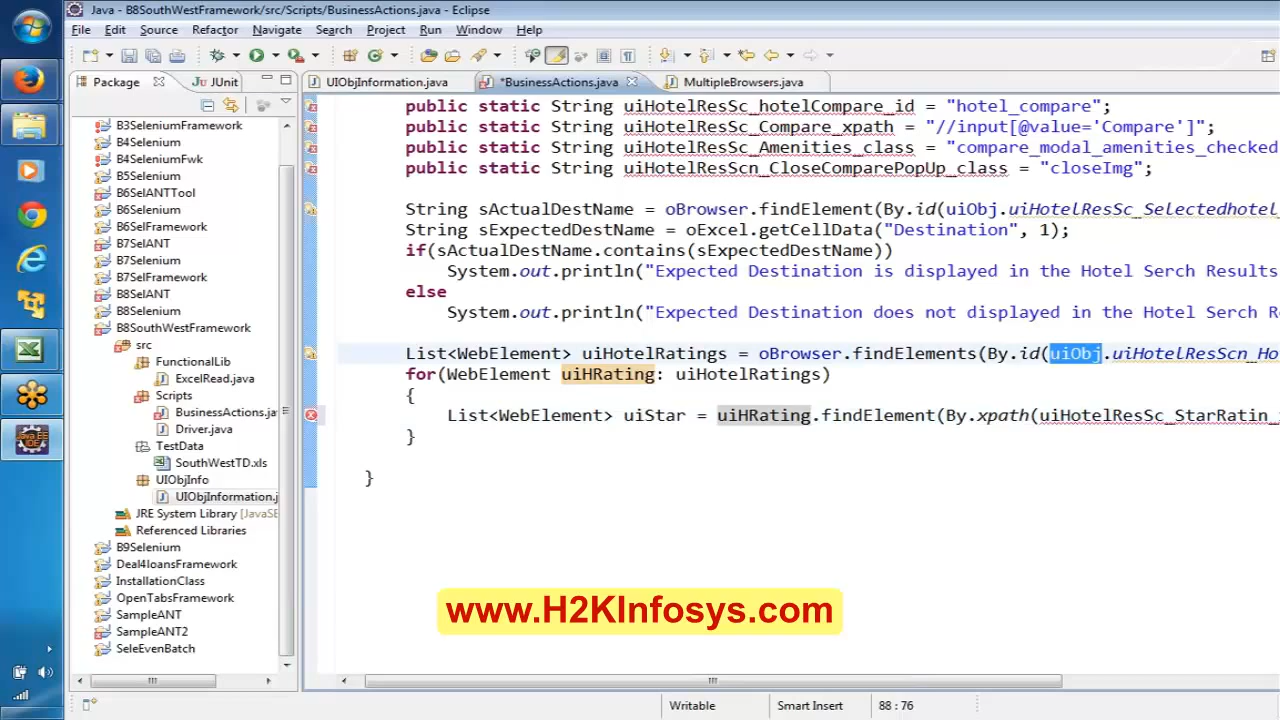 Java - B8SouthWestFramework/src/Scripts/BusinessActions.java - Eclipse
File Edit Source Refactor Navigate Search Project Run Window Help
Package JUnit
UIObjInformation.java *BusinessActions.java MultipleBrowsers.java
B3SeleniumFramework
B4Selenium
B4SeleniumFwk
B5Selenium
B6SelANTTool
B6Selenium
B6SelFramework
B7SelANT
B7Selenium
B7SelFramework
B8SelANT
B8Selenium
B8SouthWestFramework
src
FunctionalLib
ExcelRead.java
Scripts
BusinessActions.ja
Driver.java
TestData
SouthWestTD.xls
UIObjInfo
UIObjInformation.j
JRE System Library [JavaSE
Referenced Libraries
B9Selenium
Deal4loansFramework
InstallationClass
OpenTabsFramework
SampleANT
SampleANT2
SeleEvenBatch
public static String uiHotelResSc_hotelCompare_id = "hotel_compare";
public static String uiHotelResSc_Compare_xpath = "//input[@value='Compare']";
public static String uiHotelResSc_Amenities_class = "compare_modal_amenities_checked
public static String uiHotelResScn_CloseComparePopUp_class = "closeImg";
String sActualDestName = oBrowser.findElement(By.id(uiObj.uiHotelResSc_Selectedhotel_
String sExpectedDestName = oExcel.getCellData("Destination", 1);
if(sActualDestName.contains(sExpectedDestName))
System.out.println("Expected Destination is displayed in the Hotel Serch Results
else
System.out.println("Expected Destination does not displayed in the Hotel Serch Re
List<WebElement> uiHotelRatings = oBrowser.findElements(By.id(uiObj.uiHotelResScn_Ho
for(WebElement uiHRating: uiHotelRatings)
{
List<WebElement> uiStar = uiHRating.findElement(By.xpath(uiHotelResSc_StarRatin_
}
}
www.H2KInfosys.com
Writable Smart Insert 88 : 76